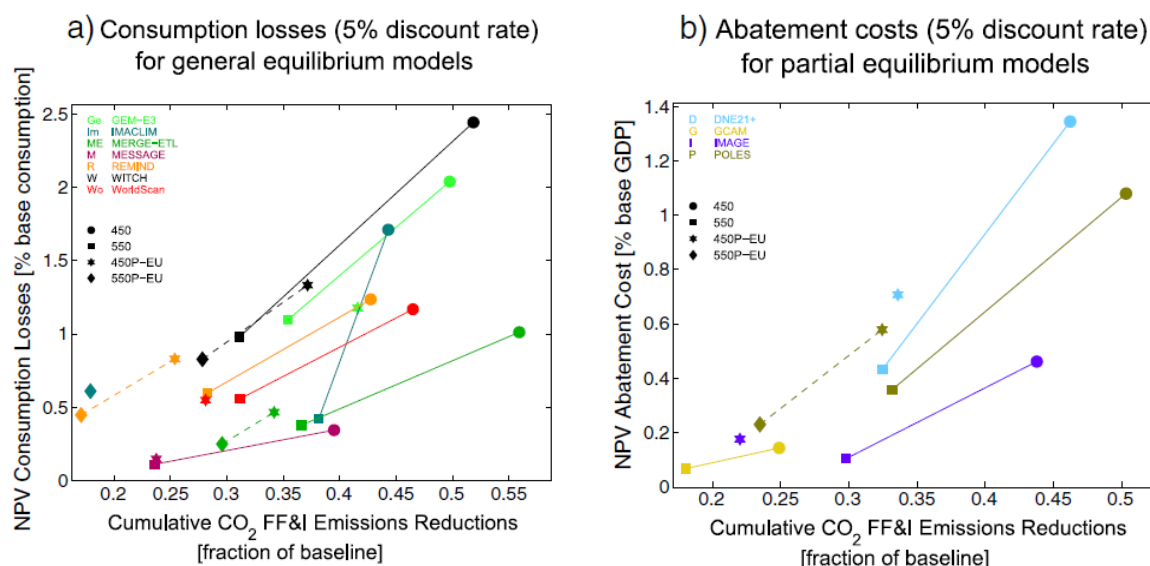 a) Consumption losses (5% discount rate)
for general equilibrium models
NPV Consumption Losses [% base consumption]
2.5
2
1.5
1
0.5
0
Ge GEM-E3
Im IMACLIM
ME MERGE-ETL
M MESSAGE
R REMIND
W WITCH
Wo WorldScan
450
550
450P-EU
550P-EU
0.2 0.25 0.3 0.35 0.4 0.45 0.5 0.55
Cumulative CO2 FF&I Emissions Reductions
[fraction of baseline]
b) Abatement costs (5% discount rate)
for partial equilibrium models
NPV Abatement Cost [% base GDP]
1.4
1.2
1
0.8
0.6
0.4
0.2
0
D DNE21+
G GCAM
I IMAGE
P POLES
450
550
450P-EU
550P-EU
0.2 0.25 0.3 0.35 0.4 0.45 0.5
Cumulative CO2 FF&I Emissions Reductions
[fraction of baseline]